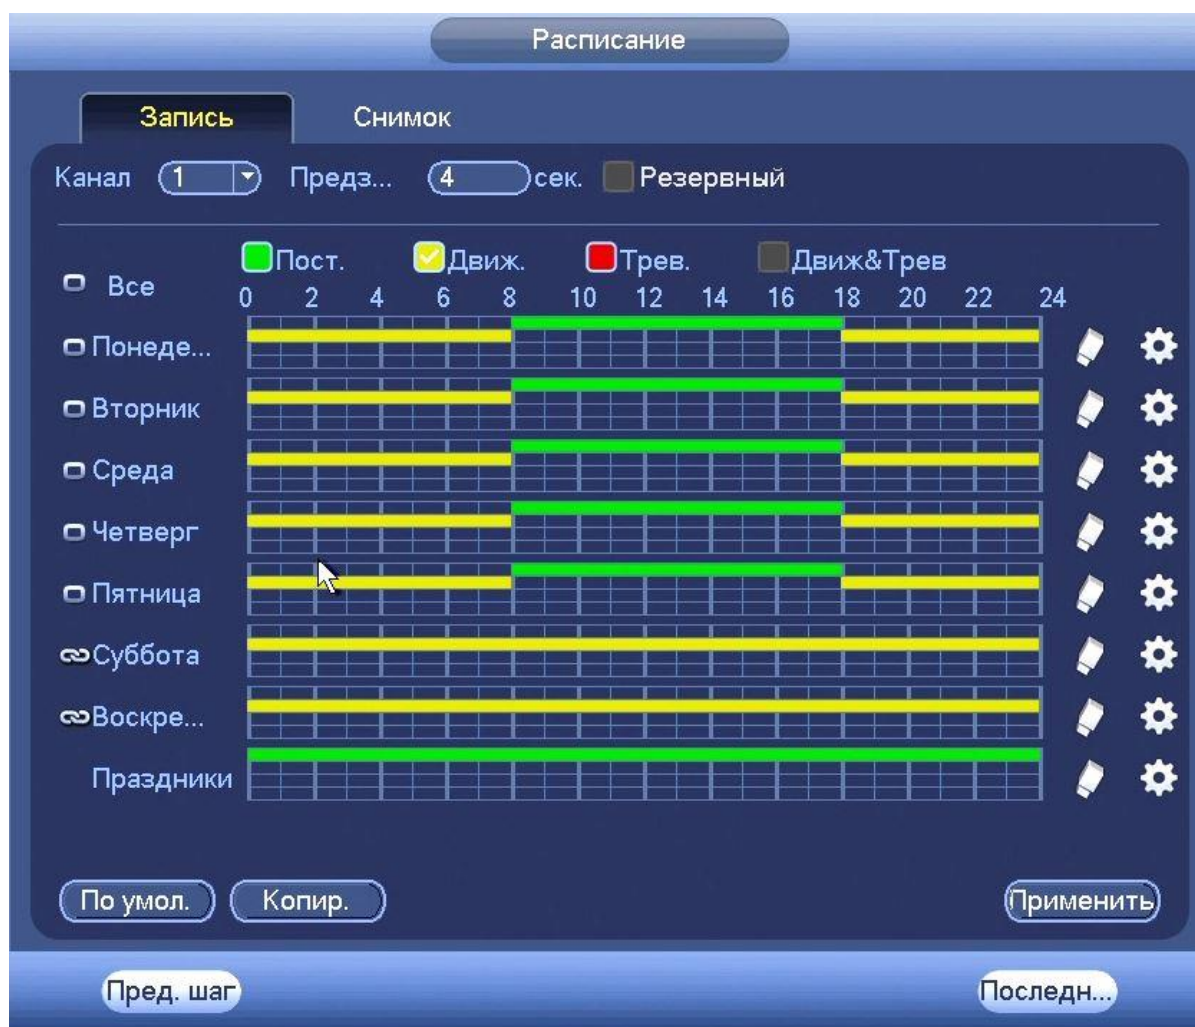 Расписание
Запись Снимок
Канал 1 Предз... 4 сек. Резервный
Пост. Движ. Трев. Движ&Трев
Все
0 2 4 6 8 10 12 14 16 18 20 22 24
Понеде...
Вторник
Среда
Четверг
Пятница
Суббота
Воскре...
Праздники
По умол. Копир. Применить
Пред. шаг Последн...